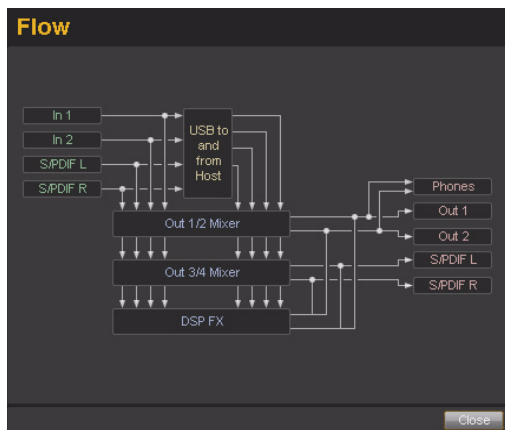 Flow
In 1
In 2
S/PDIF L
S/PDIF R
USB to
and
from
Host
Out 1/2 Mixer
Out 3/4 Mixer
DSP FX
Phones
Out 1
Out 2
S/PDIF L
S/PDIF R
Close